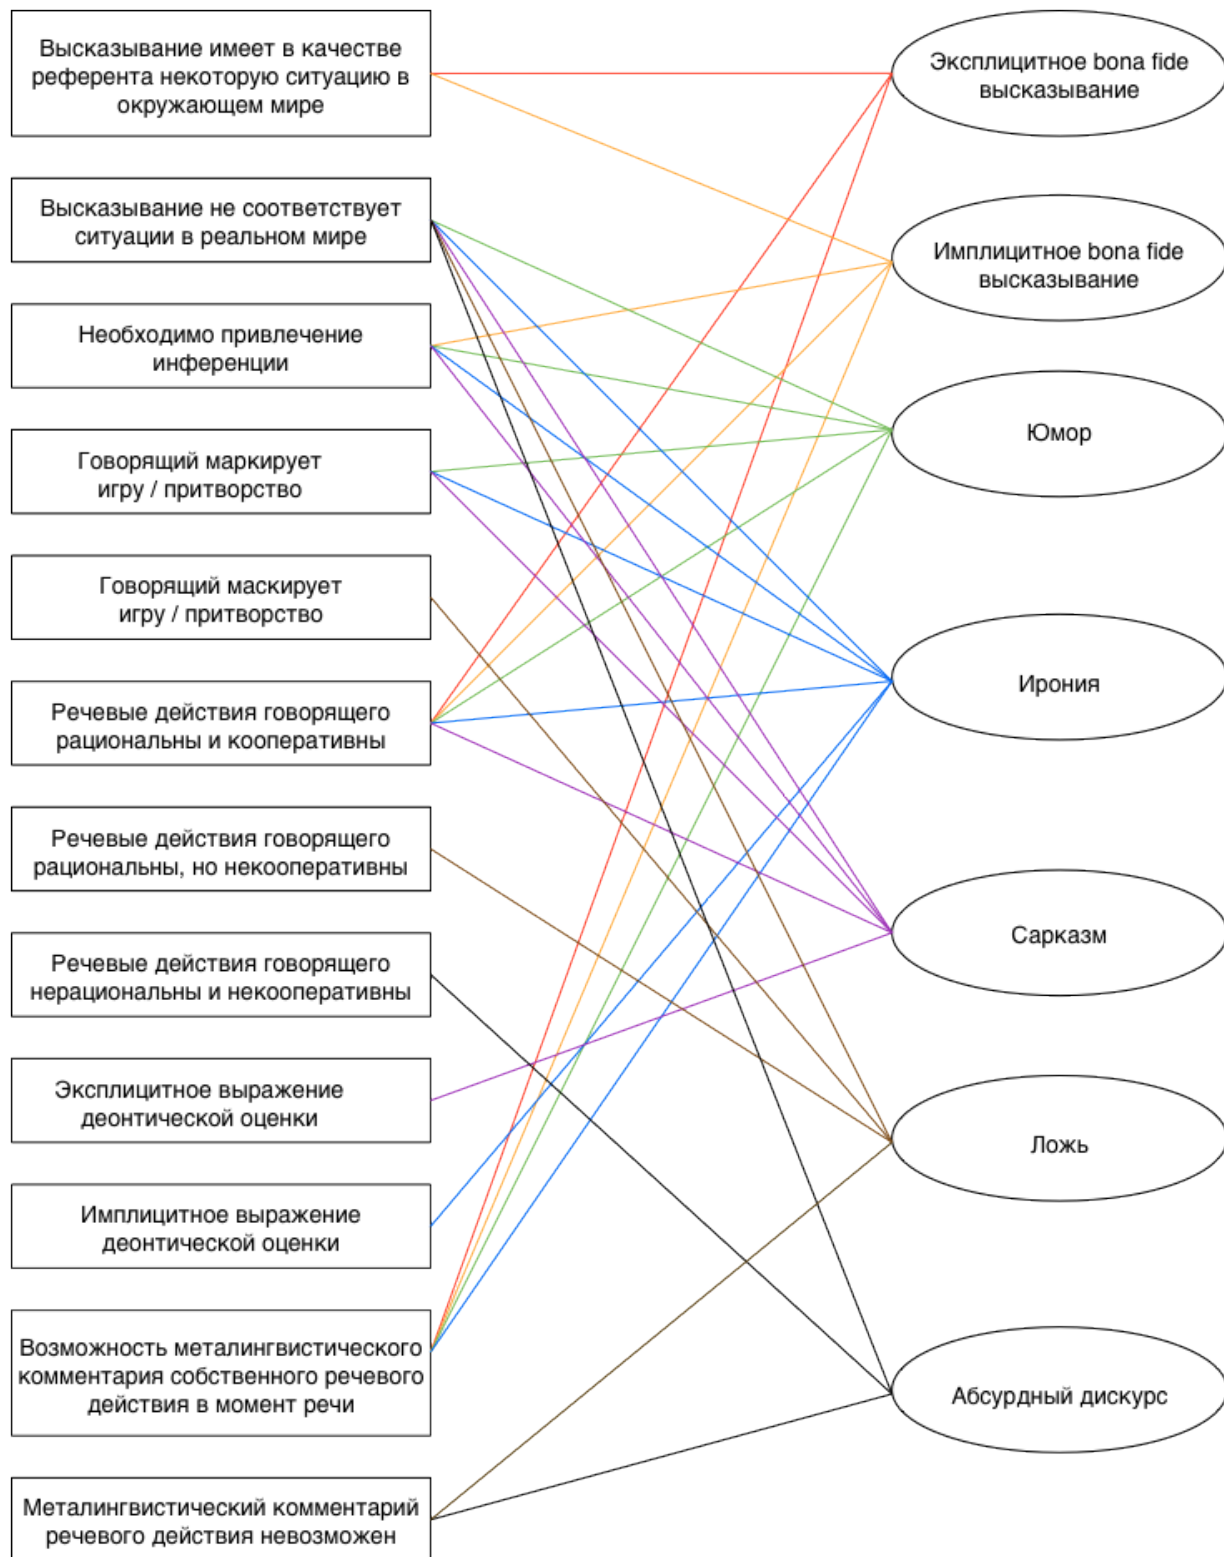 Высказывание имеет в качестве
референта некоторую ситуацию в
окружающем мире
Высказывание не соответствует
ситуации в реальном мире
Необходимо привлечение
инференции
Говорящий маркирует
игру / притворство
Говорящий маскирует
игру / притворство
Речевые действия говорящего
рациональны и кооперативны
Речевые действия говорящего
рациональны, но некооперативны
Речевые действия говорящего
нерациональны и некооперативны
Эксплицитное выражение
деонтической оценки
Имплицитное выражение
деонтической оценки
Возможность металингвистического
комментария собственного речевого
действия в момент речи
Металингвистический комментарий
речевого действия невозможен
Эксплицитное bona fide
высказывание
Имплицитное bona fide
высказывание
Юмор
Ирония
Сарказм
Ложь
Абсурдный дискурс